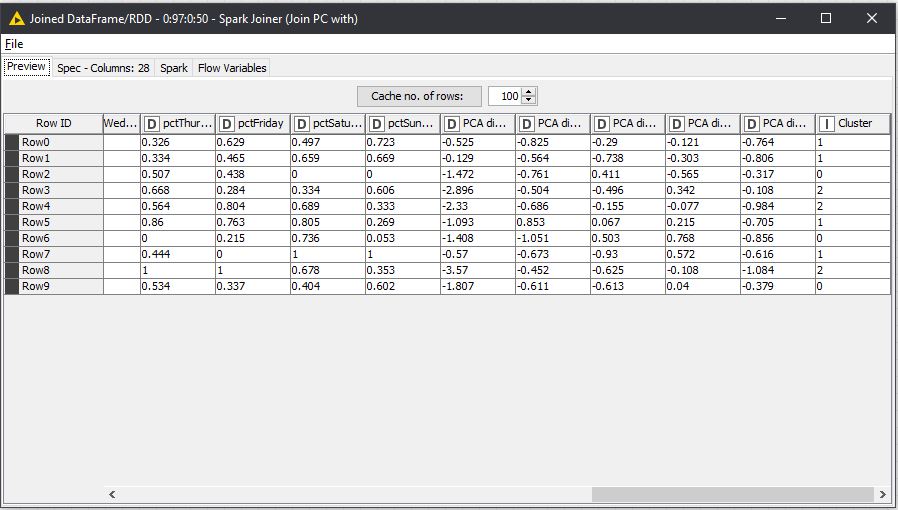 Joined DataFrame/RDD - 0:97:0:50 - Spark Joiner (Join PC with)
File
Preview Spec - Columns: 28 Spark Flow Variables
Cache no. of rows: 100
Row ID Wed... D pctThur... D pctFriday D pctSatu... D pctSun... D PCA di... D PCA di... D PCA di... D PCA di... D PCA di... I Cluster
Row0 0.326 0.629 0.497 0.723 -0.525 -0.825 -0.29 -0.121 -0.764 1
Row1 0.334 0.465 0.659 0.669 -0.129 -0.564 -0.738 -0.303 -0.806 1
Row2 0.507 0.438 0 0 -1.472 -0.761 0.411 -0.565 -0.317 0
Row3 0.668 0.284 0.334 0.606 -2.896 -0.504 -0.496 0.342 -0.108 2
Row4 0.564 0.804 0.689 0.333 -2.33 -0.686 -0.155 -0.077 -0.984 2
Row5 0.86 0.763 0.805 0.269 -1.093 0.853 0.067 0.215 -0.705 1
Row6 0 0.215 0.736 0.053 -1.408 -1.051 0.503 0.768 -0.856 0
Row7 0.444 0 1 1 -0.57 -0.673 -0.93 0.572 -0.616 1
Row8 1 1 0.678 0.353 -3.57 -0.452 -0.625 -0.108 -1.084 2
Row9 0.534 0.337 0.404 0.602 -1.807 -0.611 -0.613 0.04 -0.379 0